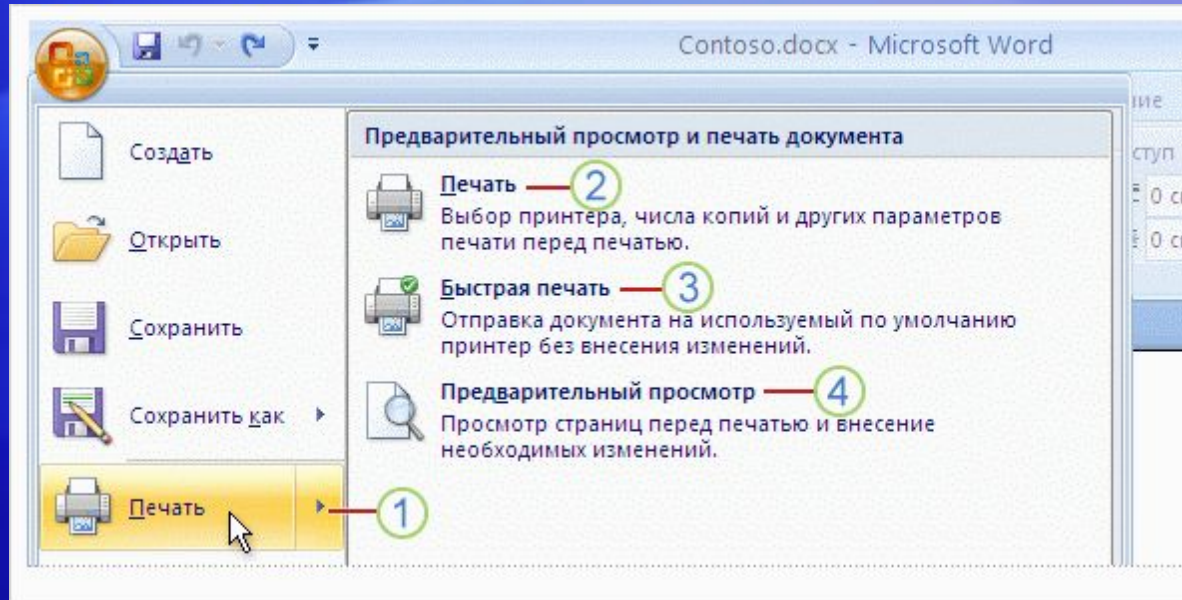 Contoso.docx - Microsoft Word
Предварительный просмотр и печать документа
Создать
Открыть
Сохранить
Сохранить как
Печать
1
Печать 2
Выбор принтера, числа копий и других параметров
печати перед печатью.
Быстрая печать 3
Отправка документа на используемый по умолчанию
принтер без внесения изменений.
Предварительный просмотр 4
Просмотр страниц перед печатью и внесение
необходимых изменений.